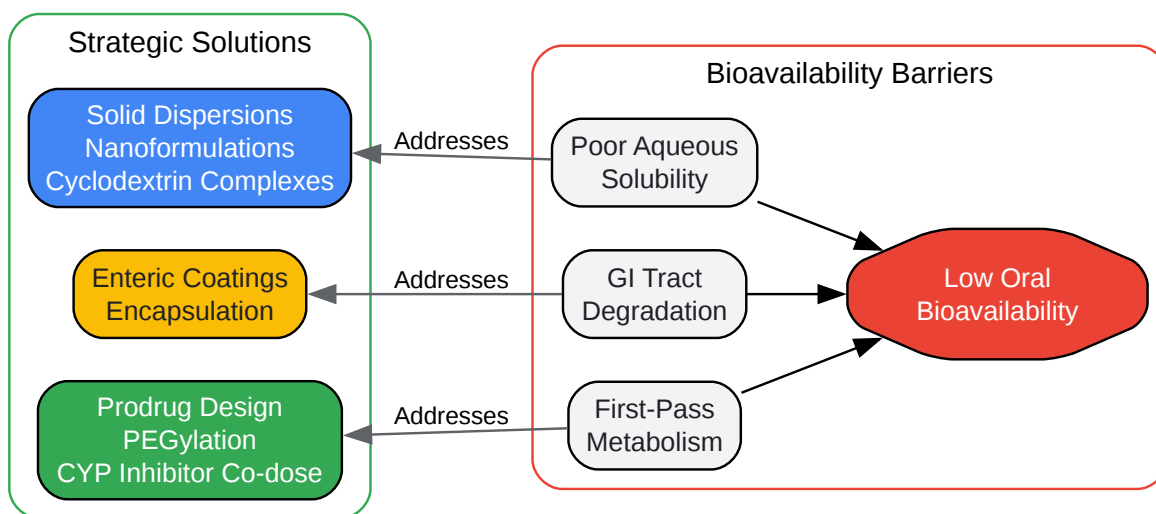 Strategic Solutions
Solid Dispersions
Nanoformulations
Cyclodextrin Complexes
Enteric Coatings
Encapsulation
Prodrug Design
PEGylation
CYP Inhibitor Co-dose
Addresses
Addresses
Addresses
Bioavailability Barriers
Poor Aqueous
Solubility
GI Tract
Degradation
First-Pass
Metabolism
Low Oral
Bioavailability